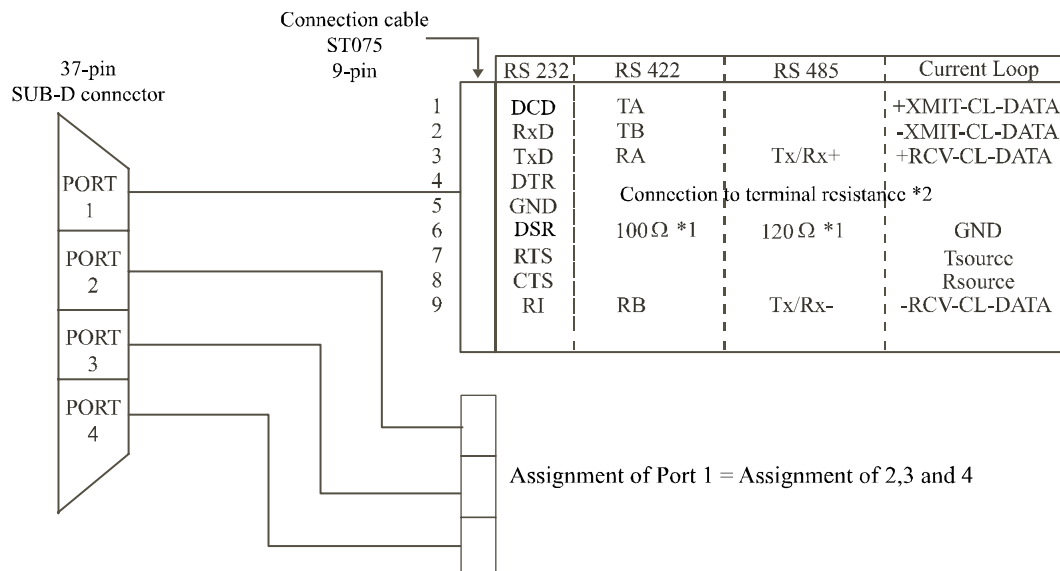 Connection cable
ST075
9-pin
37-pin
SUB-D connector
RS 232 RS 422 RS 485 Current Loop
1 DCD TA +XMIT-CL-DATA
2 RxD TB -XMIT-CL-DATA
3 TxD RA Tx/Rx+ +RCV-CL-DATA
4 DTR
Connection to terminal resistance *2
5 GND
6 DSR 100 Ω *1 120 Ω *1 GND
7 RTS Tsource
8 CTS Rsource
9 RI RB Tx/Rx- -RCV-CL-DATA
PORT
1
PORT
2
PORT
3
PORT
4
Assignment of Port 1 = Assignment of 2,3 and 4